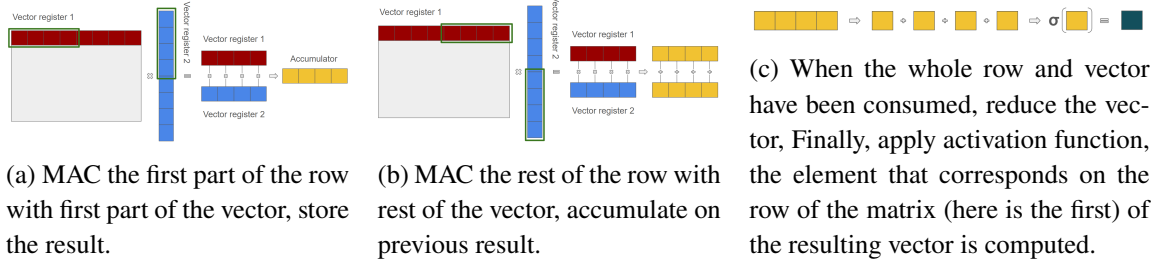 Vector register 1
Vector register 2
Vector register 1
Accumulator
Vector register 2
(a) MAC the first part of the row
with first part of the vector, store
the result.
Vector register 1
Vector register 2
Vector register 1
Vector register 2
(b) MAC the rest of the row with
rest of the vector, accumulate on
previous result.
σ =
(c) When the whole row and vector
have been consumed, reduce the vec-
tor, Finally, apply activation function,
the element that corresponds on the
row of the matrix (here is the first) of
the resulting vector is computed.